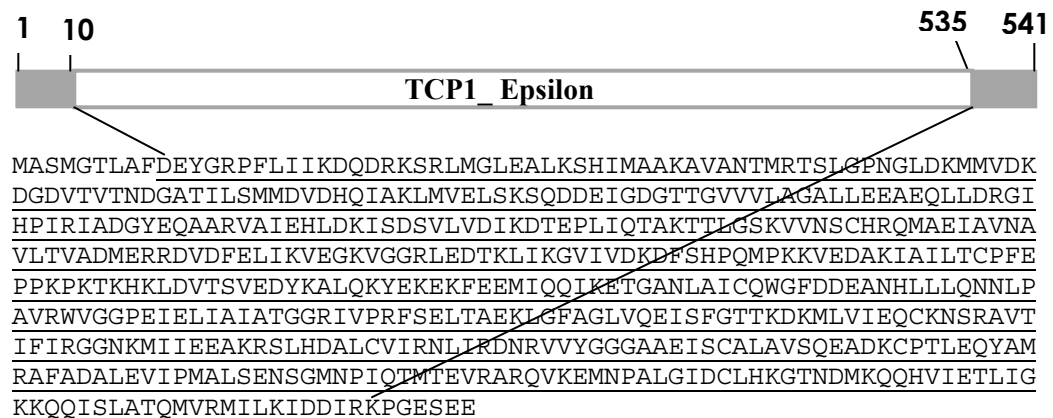 1 10 535 541
TCP1_ Epsilon
MASMGTLAFDEYGRPFLIIKDQDRKSRLMGLEALKSHIMAAKAVANTMRTSLGPNGLDKMMVDK
DGDVTVTNDGATILSMMDVDHQIAKLMVELSKSQDDEIGDGTTGVVVLAGALLEEAEQLLDRGI
HPIRIADGYEQAARVAIEHLDKISDSVLVDIKDTEPLIQTAKTTLGSKVVNSCHRQMAEIAVNA
VLTVADMERRDVDFELIKVEGKVGGRLEDTKLIKGVIVDKDFSHPQMPKKVEDAKIAILTCPFE
PPKPKTKHKLDVTSVEDYKALQKYEKEKFEEMIQQIKETGANLAICQWGFDDEANHLLLQNNLP
AVRWVGGPEIELIAIATGGRIVPRFSELTAEKLGFAGLVQEISFGTTKDKMLVIEQCKNSRAVT
IFIRGGNKMIIEEAKRSLHDALCVIRNLIRDNRVVYGGGAAEISCALAVSQEADKCPTLEQYAM
RAFADALEVIPMALSENSGMNPIQTMTEVRARQVKEMNPALGIDCLHKGTNDMKQQHVIETLIG
KKQQISLATQMVRMILKIDDIRKPGESEE